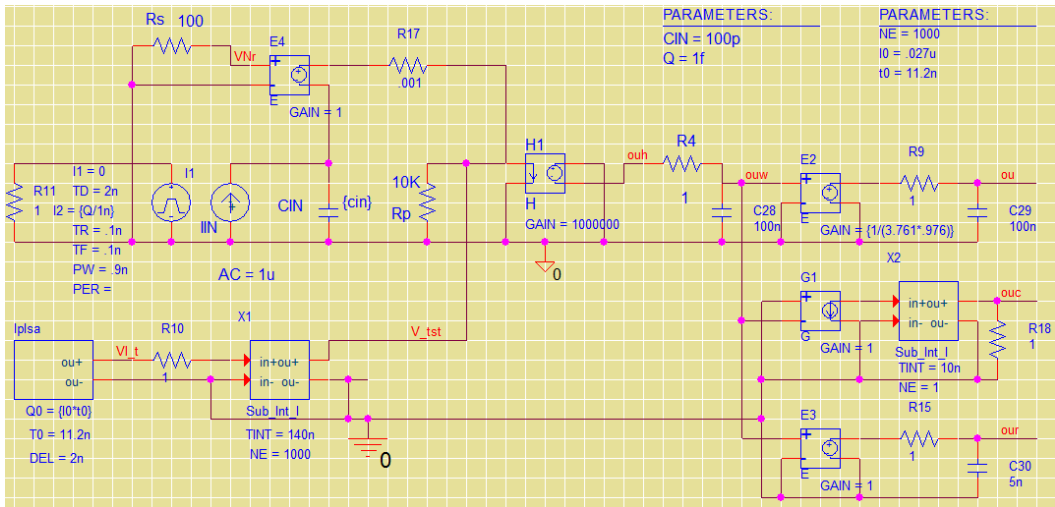 Rs 100
VNr
E4
E
GAIN = 1
R17
.001
PARAMETERS:
CIN = 100p
Q = 1f
PARAMETERS:
NE = 1000
I0 = .027u
t0 = 11.2n
R11
1
I1 = 0
TD = 2n
I2 = {Q/1n}
TR = .1n
TF = .1n
PW = .9n
PER =
I1
IIN
AC = 1u
CIN
{cin}
10K
Rp
H1
H
GAIN = 1000000
0
ouh
R4
1
ouw
C28
100n
E2
E
GAIN = {1/(3.761*.976)}
R9
1
ou
C29
100n
Iplsa
ou+
ou-
Q0 = {I0*t0}
T0 = 11.2n
DEL = 2n
VI_t
R10
1
X1
in+ou+
in- ou-
Sub_Int_I
TINT = 140n
NE = 1000
V_tst
0
G1
G
GAIN = 1
X2
in+ou+
in- ou-
Sub_Int_I
TINT = 10n
NE = 1
ouc
R18
1
E3
E
GAIN = 1
R15
1
our
C30
5n